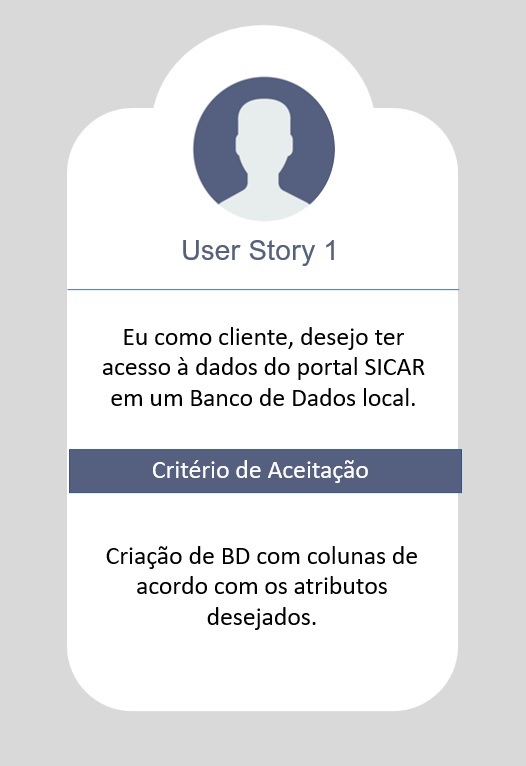 User Story 1
Eu como cliente, desejo ter
acesso à dados do portal SICAR
em um Banco de Dados local.
Critério de Aceitação
Criação de BD com colunas de
acordo com os atributos
desejados.